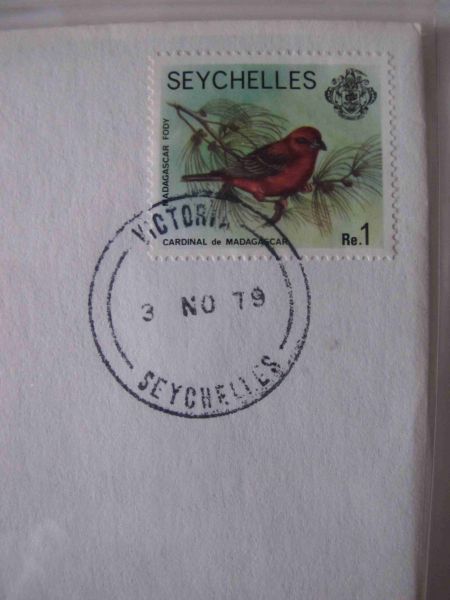 SEYCHELLES
MADAGASCAR FODY
CARDINAL de MADAGASCAR
Re.1
VICTORIA
3 NO 79
SEYCHELLES